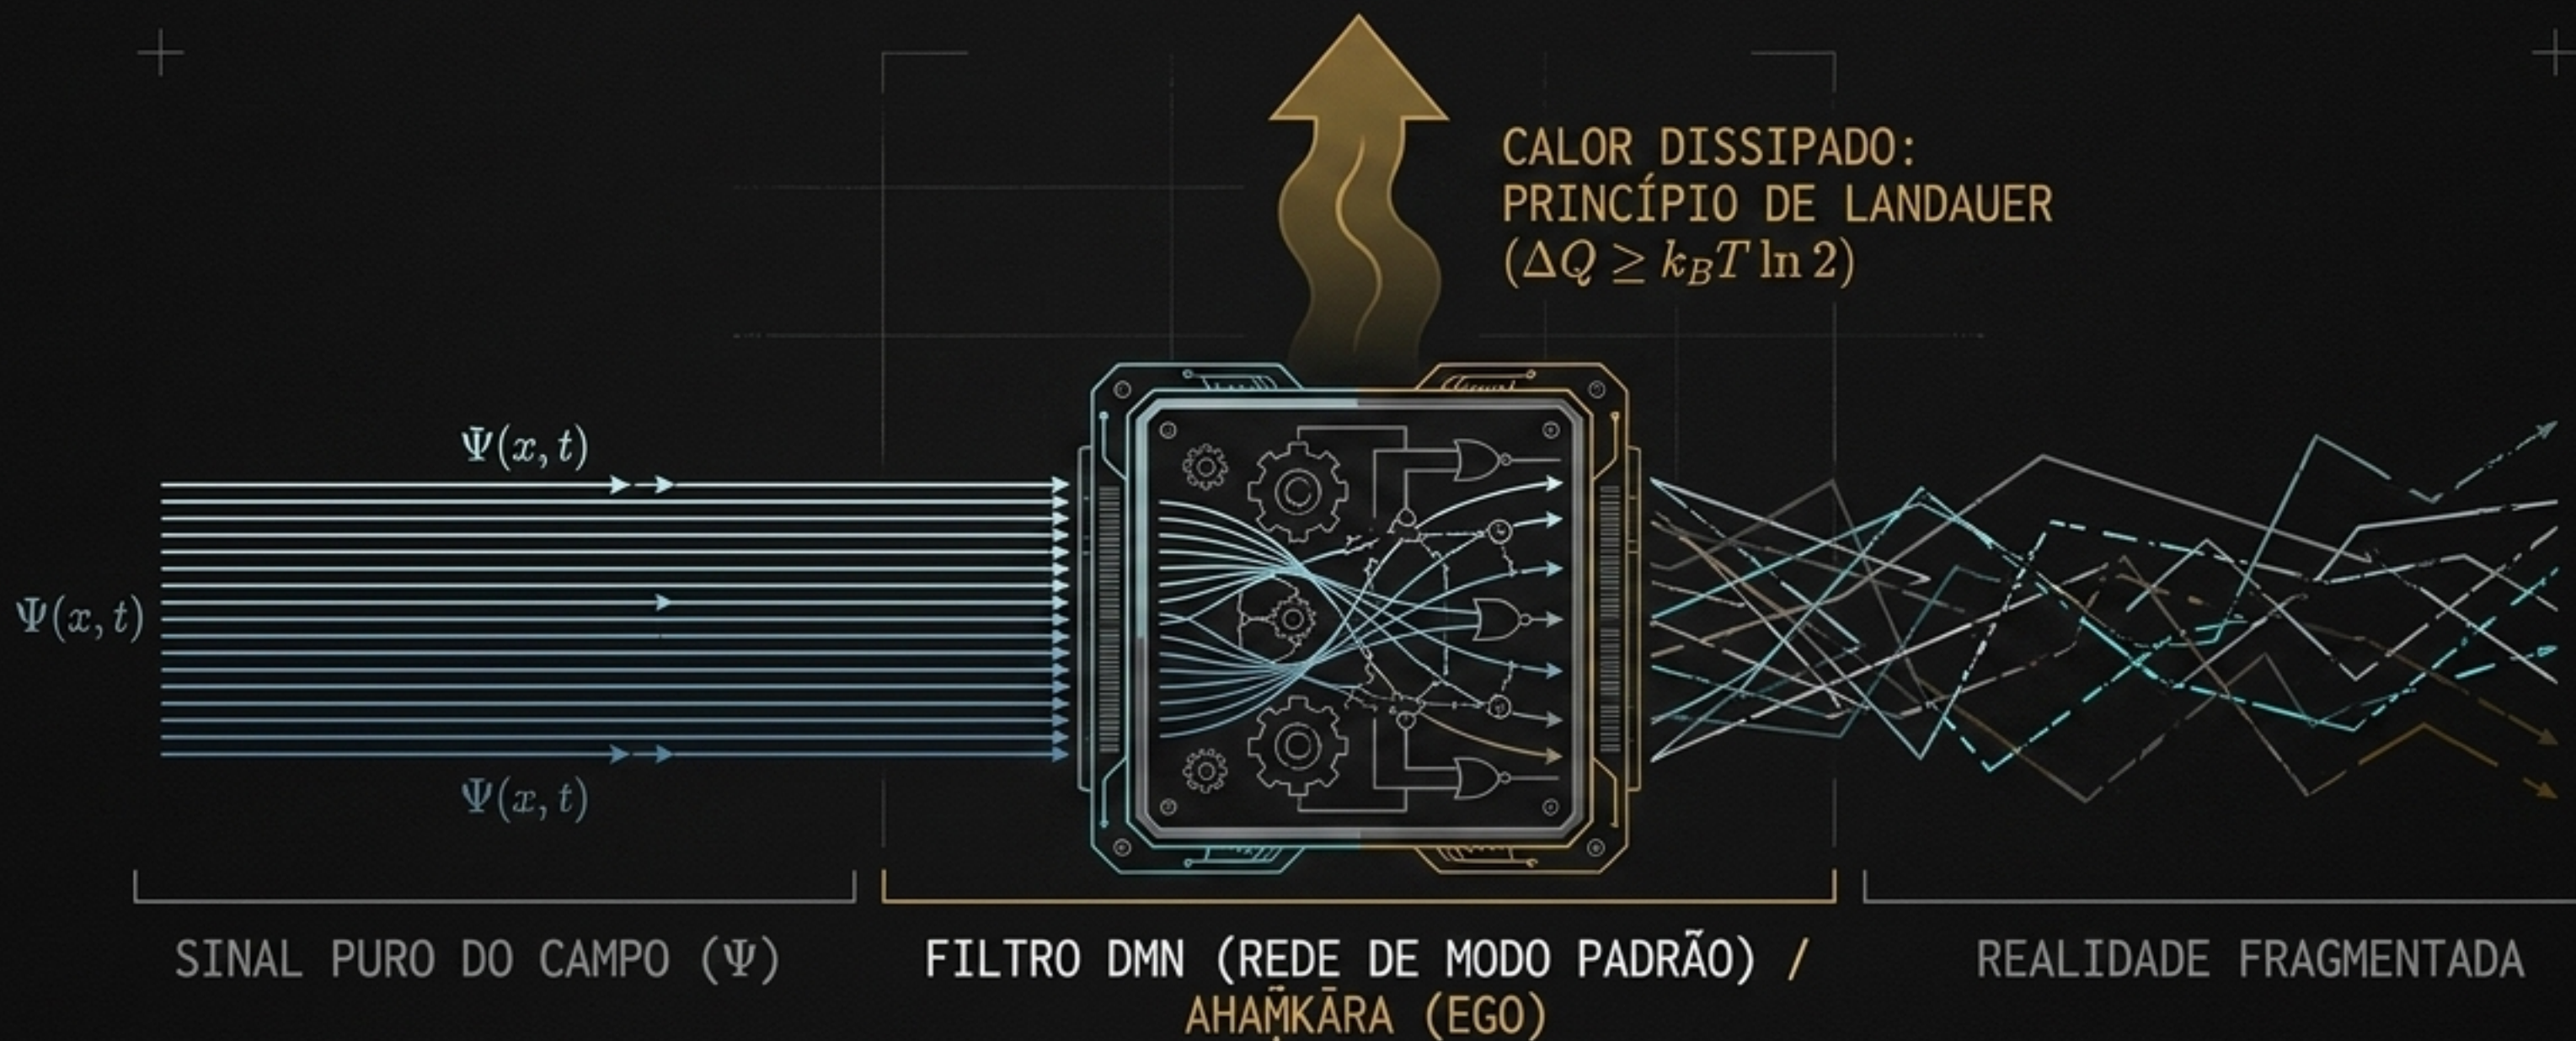 CALOR DISSIPADO:
PRINCÍPIO DE LANDAUER
(ΔQ ≥ k_B T ln 2)
Ψ(x, t)
Ψ(x, t)
Ψ(x, t)
SINAL PURO DO CAMPO (Ψ)
FILTRO DMN (REDE DE MODO PADRÃO) /
AHAṀKĀRA (EGO)
REALIDADE FRAGMENTADA